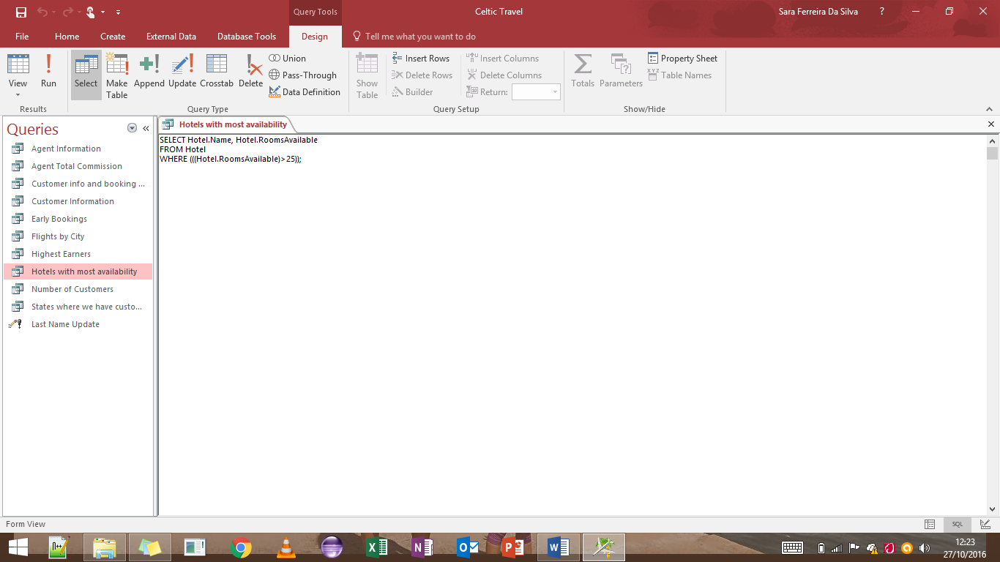 Query Tools
Celtic Travel
Sara Ferreira Da Silva
?
File
Home
Create
External Data
Database Tools
Design
Tell me what you want to do
View
Run
Select
Make Table
Append
Update
Crosstab
Delete
Union
Pass-Through
Data Definition
Show Table
Insert Rows
Delete Rows
Builder
Insert Columns
Delete Columns
Return:
Totals
Parameters
Property Sheet
Table Names
Results
Query Type
Query Setup
Show/Hide
Queries
Agent Information
Agent Total Commission
Customer info and booking ...
Customer Information
Early Bookings
Flights by City
Highest Earners
Hotels with most availability
Number of Customers
States where we have custo...
Last Name Update
Hotels with most availability
SELECT Hotel.Name, Hotel.RoomsAvailable
FROM Hotel
WHERE (((Hotel.RoomsAvailable)>25));
Form View
SQL
12:23
27/10/2016